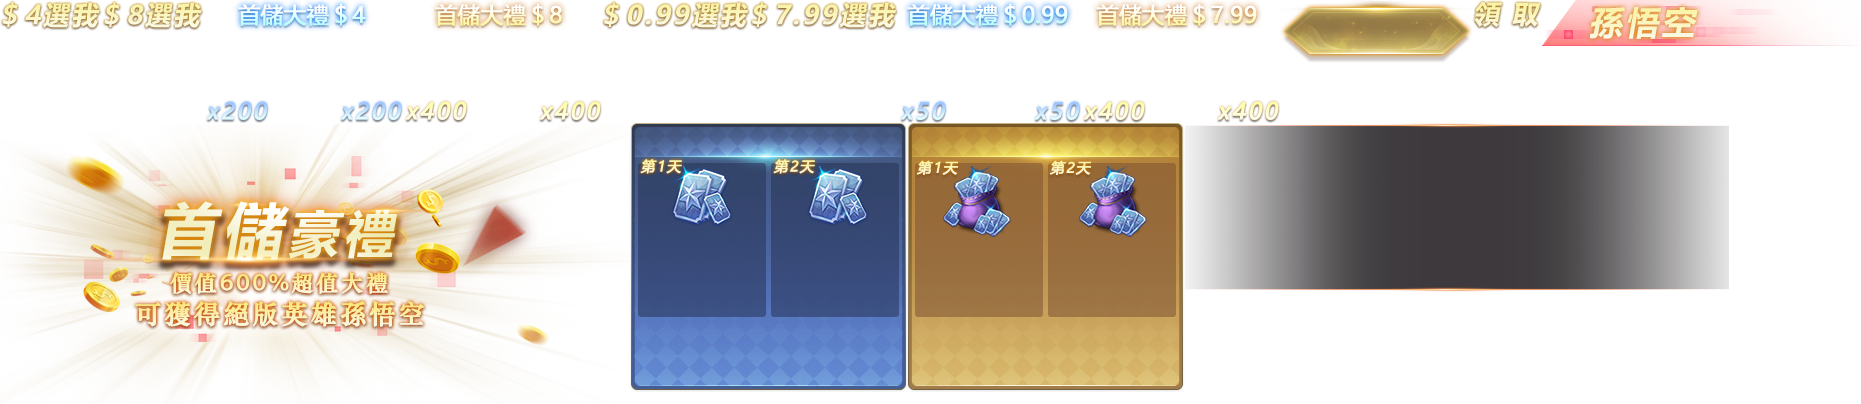 $4選我
$8選我
首儲大禮$4
首儲大禮$8
$0.99選我
$7.99選我
首儲大禮$0.99
首儲大禮$7.99
領取
孫悟空
x200
x200
x400
x400
x50
x50
x400
x400
第1天
第2天
第1天
第2天
首儲豪禮
價值600%超值大禮
可獲得絕版英雄孫悟空